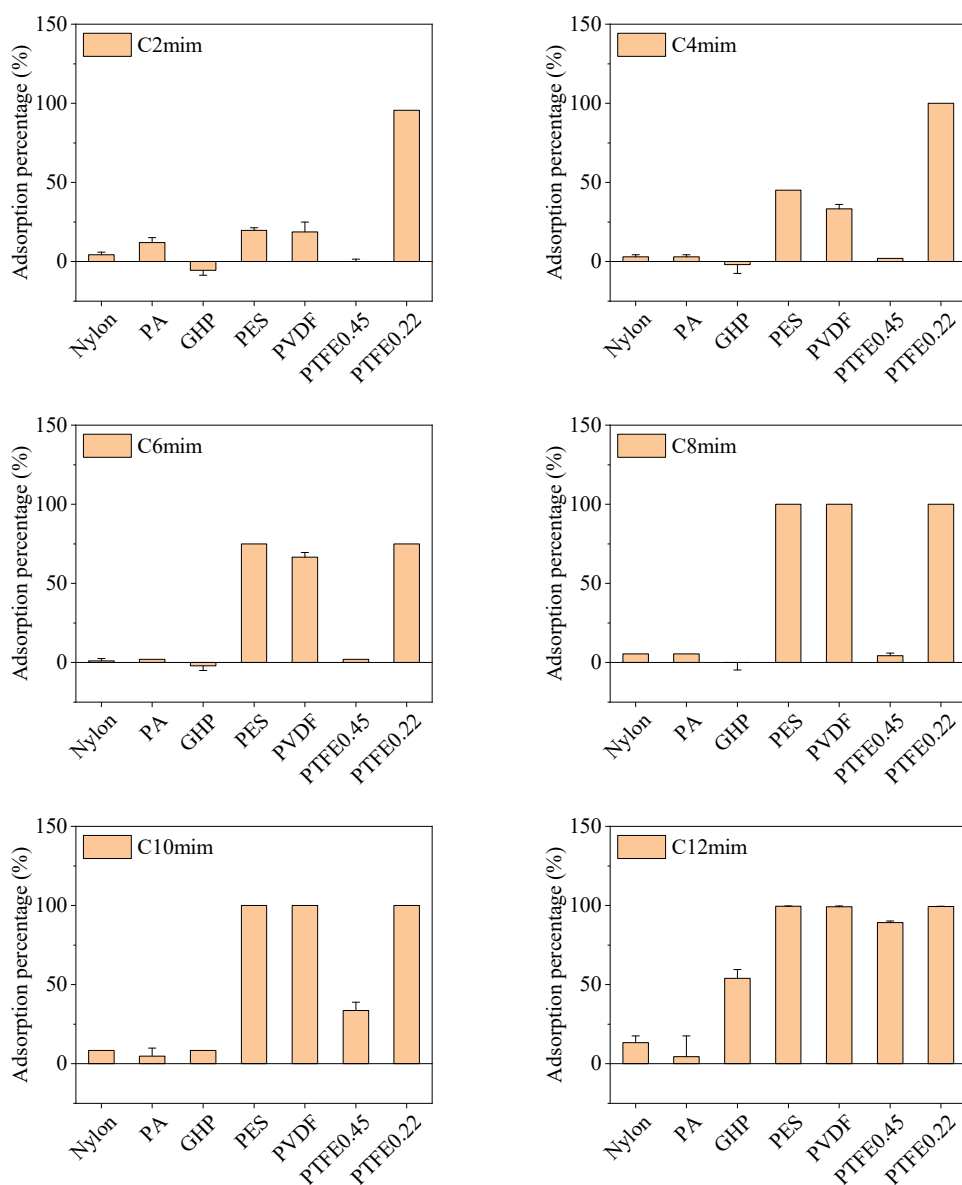 Adsorption percentage (%)
150
100
50
0
C2mim
Nylon
PA
GHP
PES
PVDF
PTFE0.45
PTFE0.22
Adsorption percentage (%)
150
100
50
0
C4mim
Nylon
PA
GHP
PES
PVDF
PTFE0.45
PTFE0.22
Adsorption percentage (%)
150
100
50
0
C6mim
Nylon
PA
GHP
PES
PVDF
PTFE0.45
PTFE0.22
Adsorption percentage (%)
150
100
50
0
C8mim
Nylon
PA
GHP
PES
PVDF
PTFE0.45
PTFE0.22
Adsorption percentage (%)
150
100
50
0
C10mim
Nylon
PA
GHP
PES
PVDF
PTFE0.45
PTFE0.22
Adsorption percentage (%)
150
100
50
0
C12mim
Nylon
PA
GHP
PES
PVDF
PTFE0.45
PTFE0.22